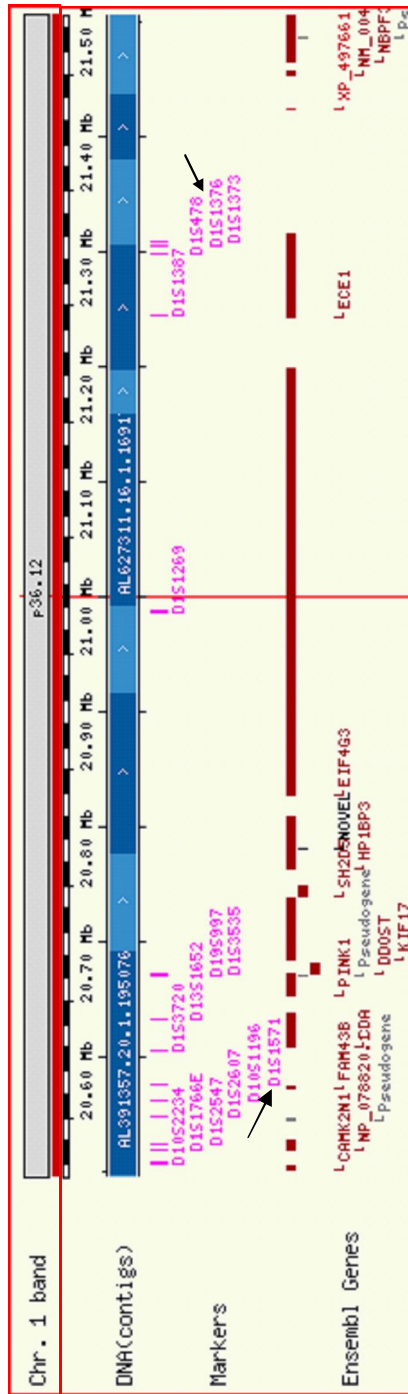 Chr. 1 band
p36.12
20.60 Mb
20.70 Mb
20.80 Mb
20.90 Mb
21.00 Mb
21.10 Mb
21.20 Mb
21.30 Mb
21.40 Mb
21.50 M
DNA(contigs)
AL391357.20.1.195076
AL627311.16.1.1691
Markers
D10S2234
D1S3720
D1S1269
D1S1387
D1S1766E
D13S1652
D1S478
D1S2547
D19S997
D1S1376
D1S2607
D1S3535
D1S1373
D10S1196
D1S1571
Ensembl Genes
CAMK2N1
FAM43B
PINK1
SH2D5
NOVEL
EIF4G3
ECE1
XP_497661
NP_078820
CDA
Pseudogene
HP1BP3
NM_004
Pseudogene
DDOST
NBPF3
KIF17
Ps